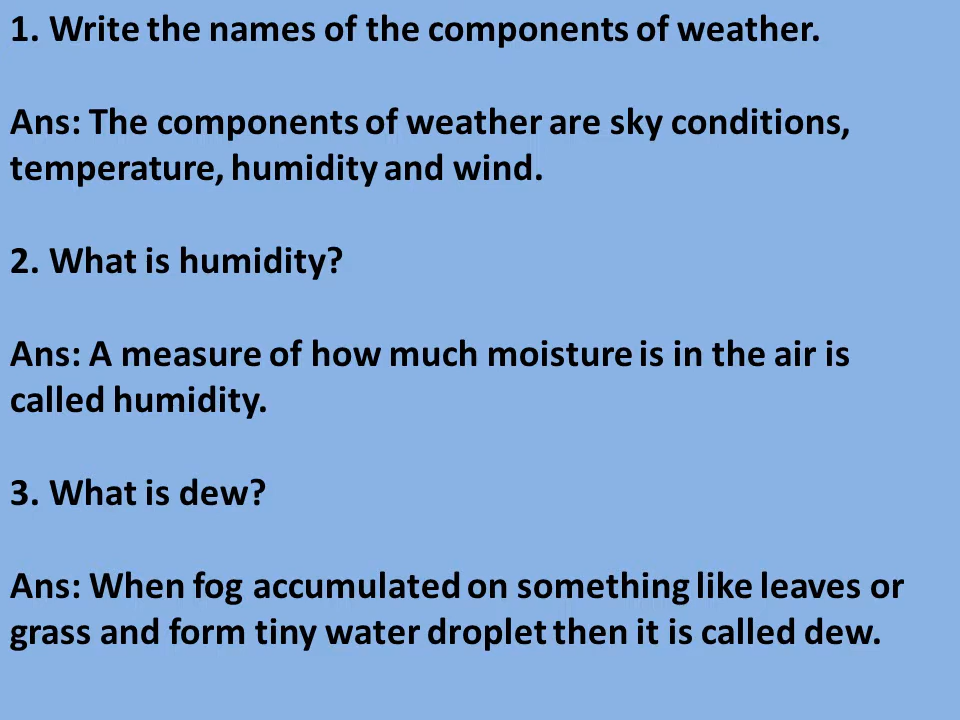 1. Write the names of the components of weather.
Ans: The components of weather are sky conditions,
temperature, humidity and wind.
2. What is humidity?
Ans: A measure of how much moisture is in the air is
called humidity.
3. What is dew?
Ans: When fog accumulated on something like leaves or
grass and form tiny water droplet then it is called dew.